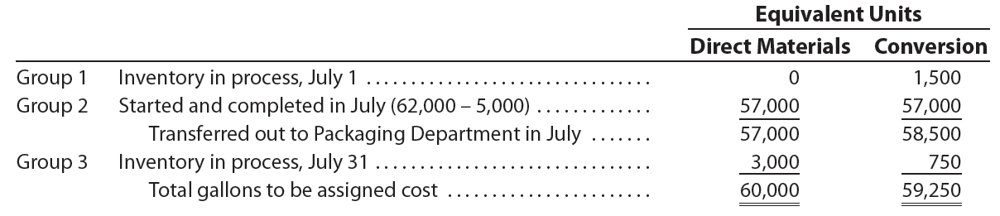 Equivalent Units
Direct Materials Conversion
Group 1 Inventory in process, July 1 ................................ 0 1,500
Group 2 Started and completed in July (62,000 – 5,000) ............. 57,000 57,000
Transferred out to Packaging Department in July ....... 57,000 58,500
Group 3 Inventory in process, July 31 ............................... 3,000 750
Total gallons to be assigned cost ....................... 60,000 59,250